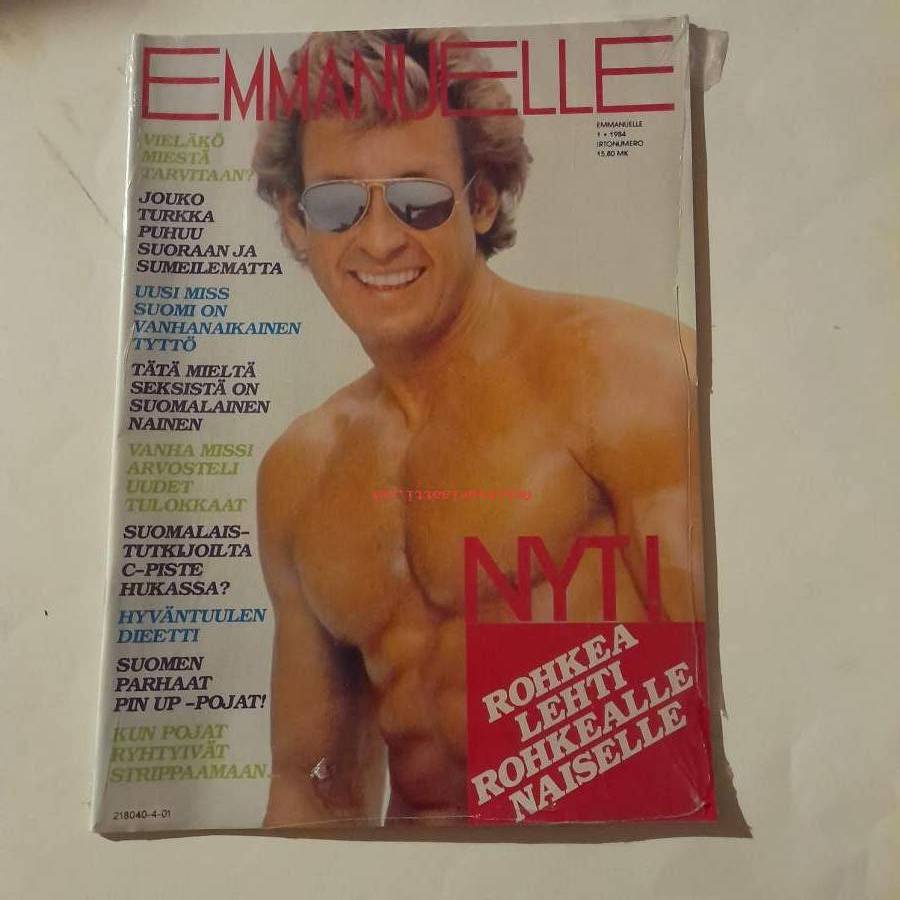 EMMANUELLE
EMMANUELLE
1 • 1984
IRTONUMERO
15,80 MK
VIELÄKÖ
MIESTÄ
TARVITAAN?
JOUKO
TURKKA
PUHUU
SUORAAN JA
SUMEILEMATTA
UUSI MISS
SUOMI ON
VANHANAIKAINEN
TYTTÖ
TÄTÄ MIELTÄ
SEKSISTÄ ON
SUOMALAINEN
NAINEN
VANHA MISSI
ARVOSTELI
UUDET
TULOKKAAT
SUOMALAIS-
TUTKIJOILTA
C-PISTE
HUKASSA?
HYVÄNTUULEN
DIEETTI
SUOMEN
PARHAAT
PIN UP -POJAT!
KUN POJAT
RYHTYIVÄT
STRIPPAAMAAN...
NYT!
ROHKEA
LEHTI
ROHKEALLE
NAISELLE
218040-4-01